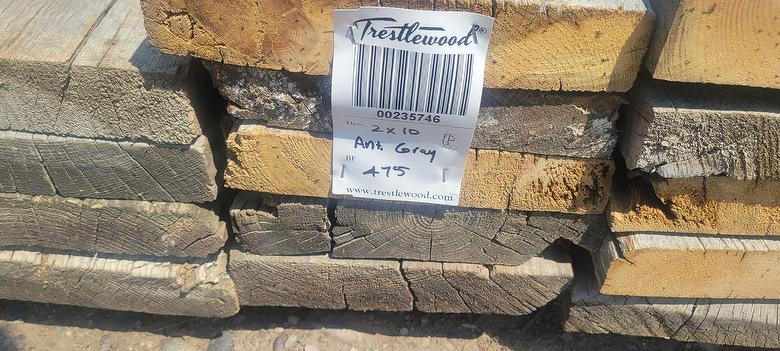 Trestlewood®
00235746
Desc. 2x10
Ant. Gray
BF 475
www.trestlewood.com